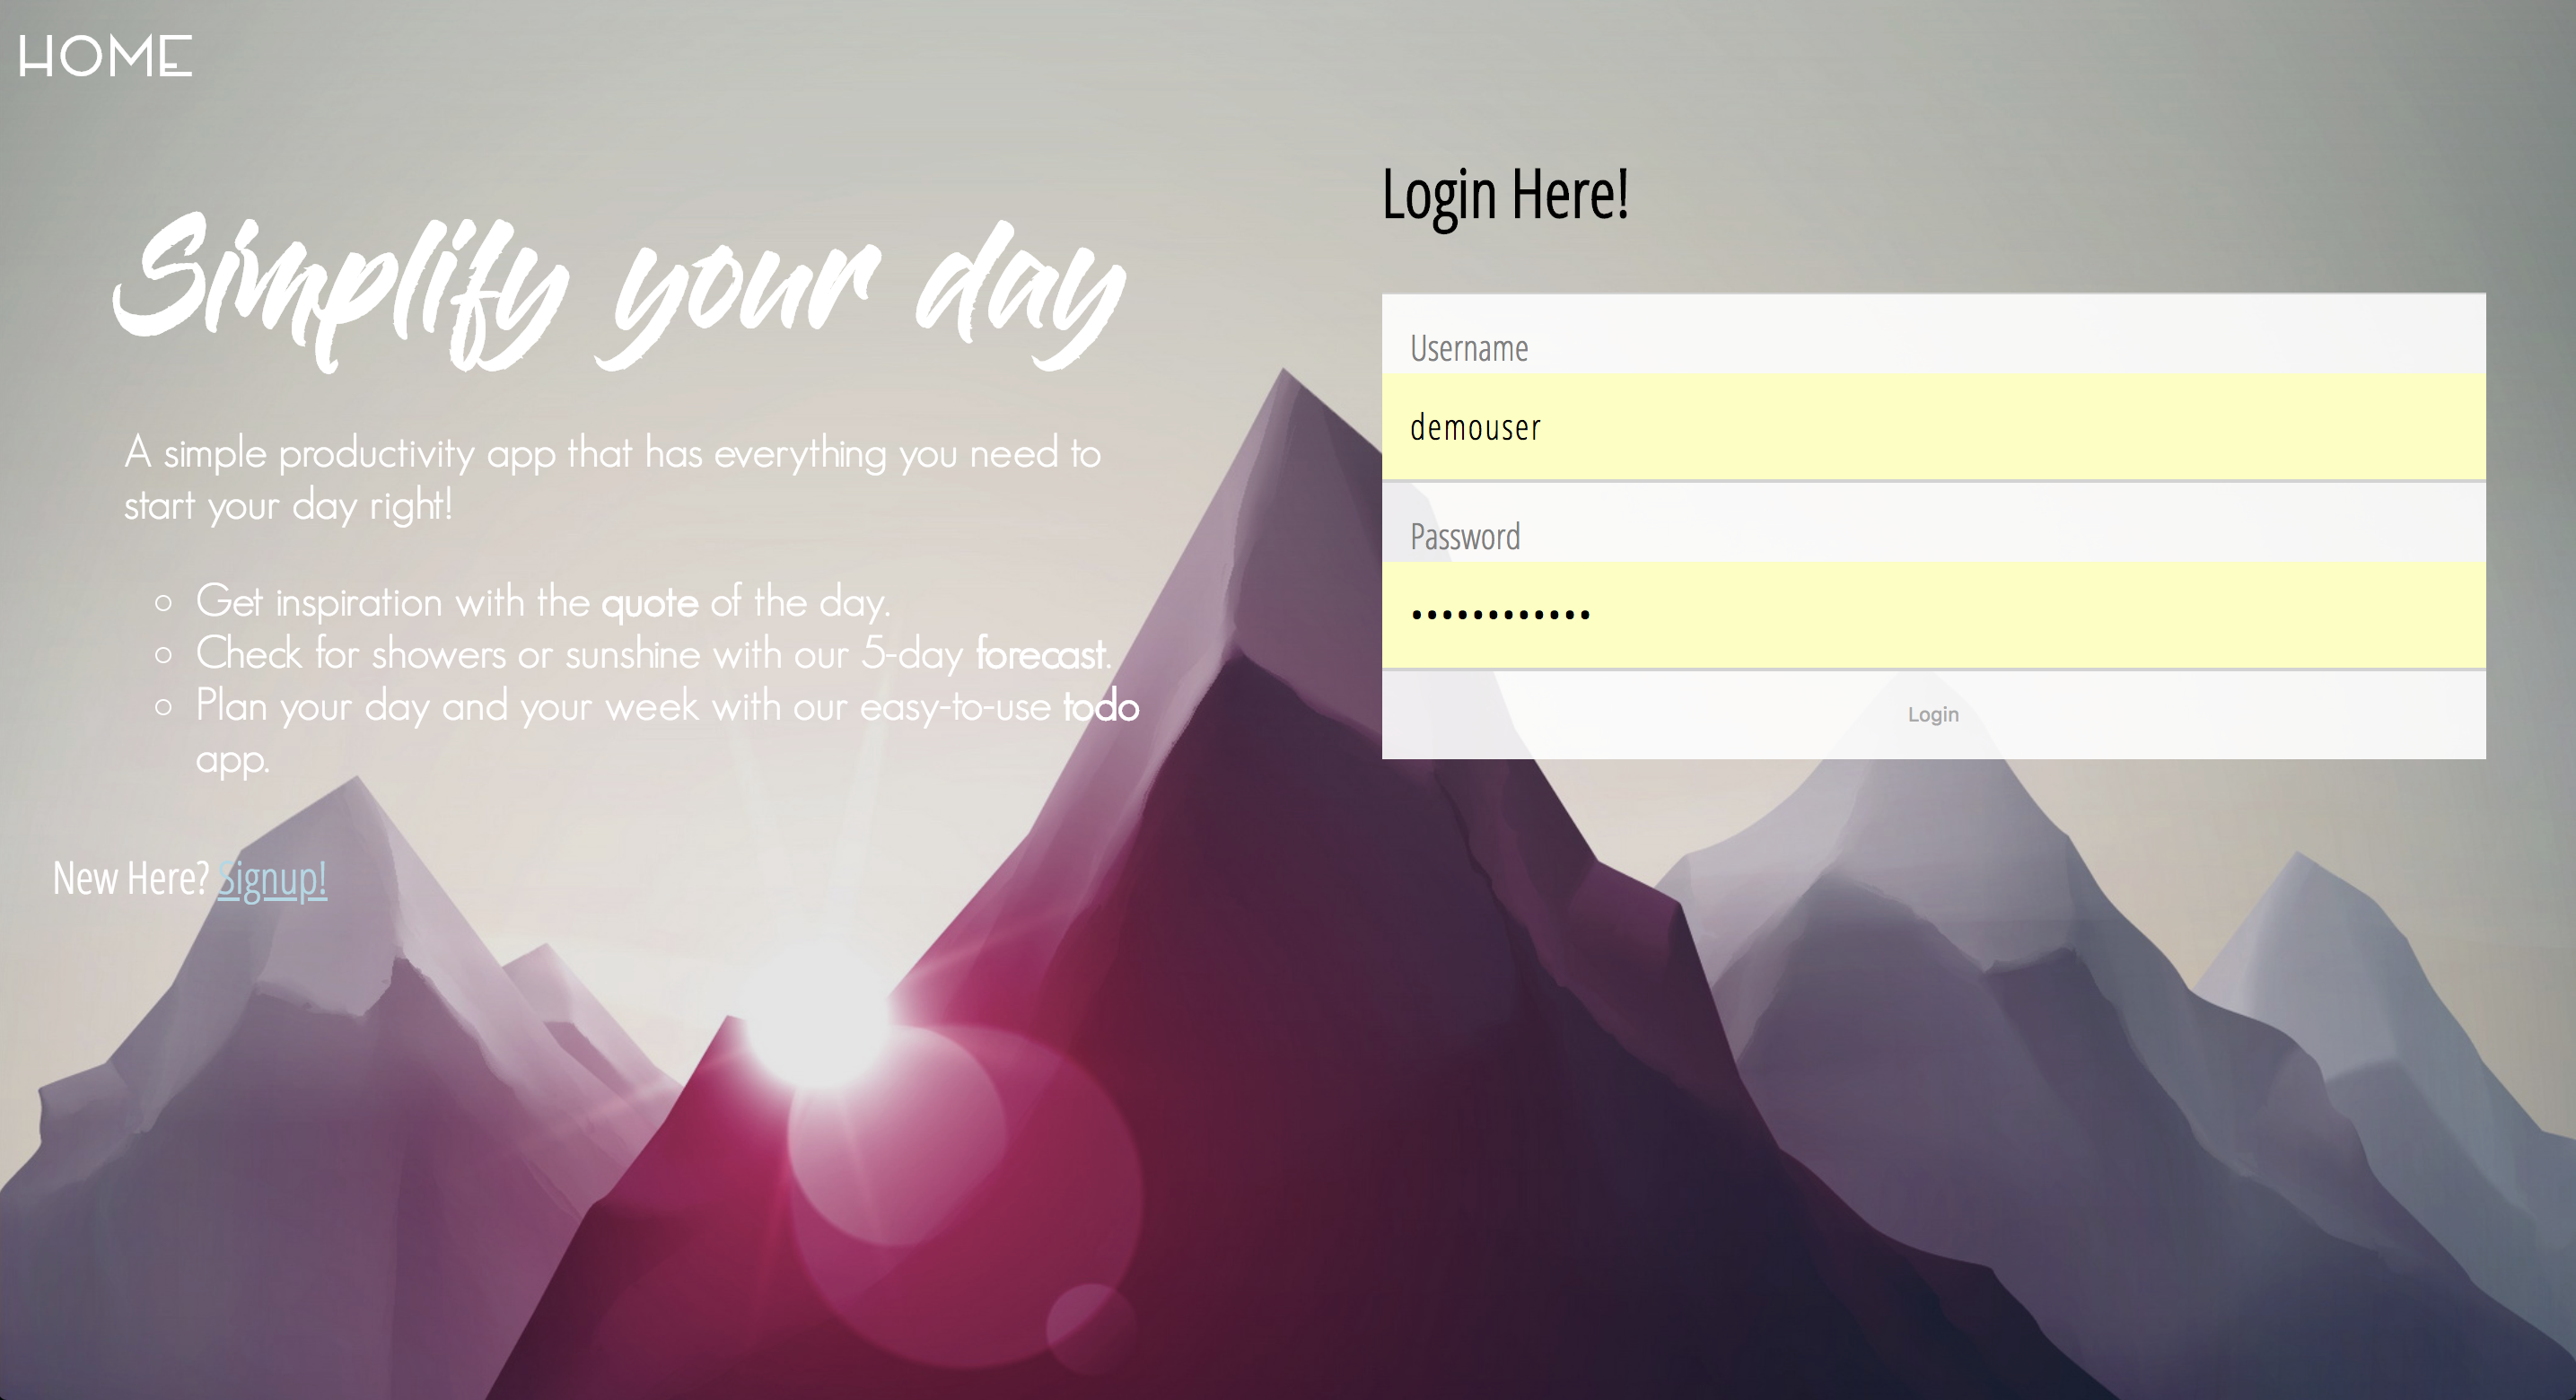 HOME
Simplify your day
A simple productivity app that has everything you need to
start your day right!
Get inspiration with the quote of the day.
Check for showers or sunshine with our 5-day forecast.
Plan your day and your week with our easy-to-use todo
app.
New Here? Signup!
Login Here!
Username
demouser
Password
••••••••••••
Login